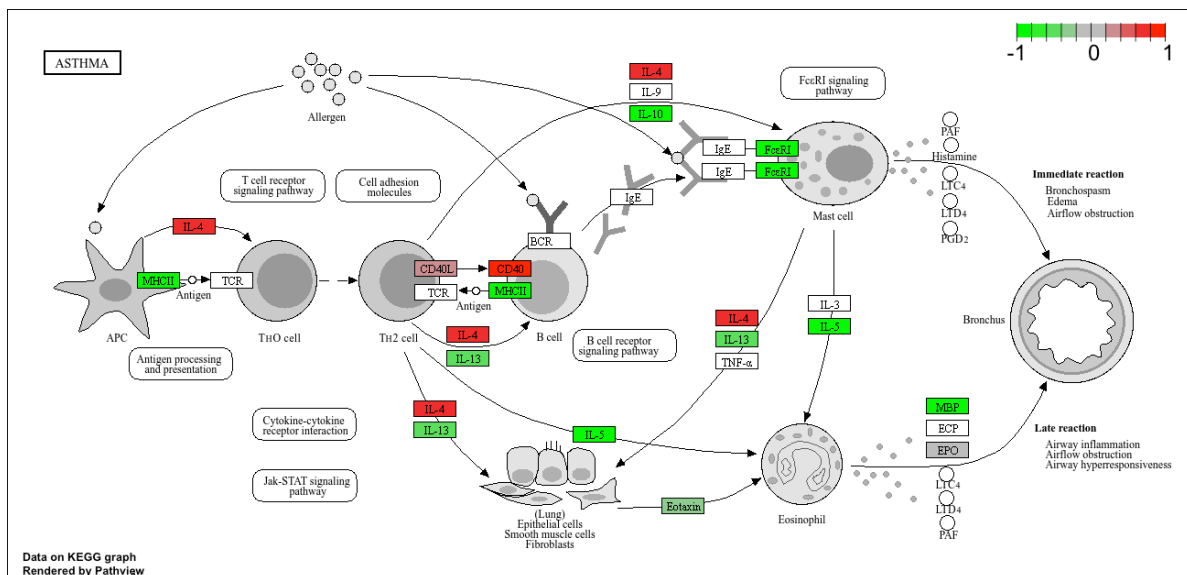 ASTHMA
-1 0 1
Allergen
IL-4
IL-9
IL-10
FcεRI signaling
pathway
T cell receptor
signaling pathway
Cell adhesion
molecules
IgE
FcεRI
IgE
FcεRI
IgE
Mast cell
PAF
Histamine
LTC4
LTD4
PGD2
Immediate reaction
Bronchospasm
Edema
Airflow obstruction
IL-4
MHCII
Antigen
TCR
APC
TH0 cell
CD40L
CD40
TCR
Antigen
MHCII
BCR
TH2 cell
B cell
IL-4
IL-13
B cell receptor
signaling pathway
Antigen processing
and presentation
IL-4
IL-13
TNF-α
IL-3
IL-5
Bronchus
Cytokine-cytokine
receptor interaction
IL-4
IL-13
IL-5
Jak-STAT signaling
pathway
(Lung)
Epithelial cells
Smooth muscle cells
Fibroblasts
Eotaxin
Eosinophil
MBP
ECP
EPO
LTC4
LTD4
PAF
Late reaction
Airway inflammation
Airflow obstruction
Airway hyperresponsiveness
Data on KEGG graph
Rendered by Pathview